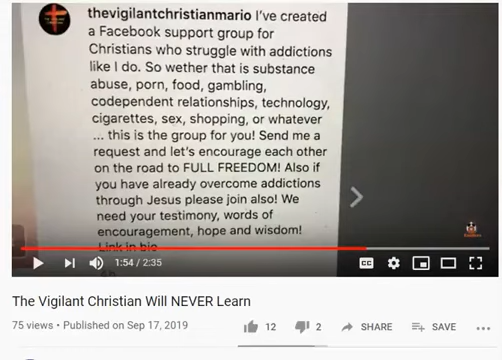 thevigilantchristianmario I've created
a Facebook support group for
Christians who struggle with addictions
like I do. So wether that is substance
abuse, porn, food, gambling,
codependent relationships, technology,
cigarettes, sex, shopping, or whatever
... this is the group for you! Send me a
request and let's encourage each other
on the road to FULL FREEDOM! Also if
you have already overcome addictions
through Jesus please join also! We
need your testimony, words of
encouragement, hope and wisdom!
Link in bio
1:54 / 2:35
CC
The Vigilant Christian Will NEVER Learn
75 views • Published on Sep 17, 2019
12
2
SHARE
SAVE